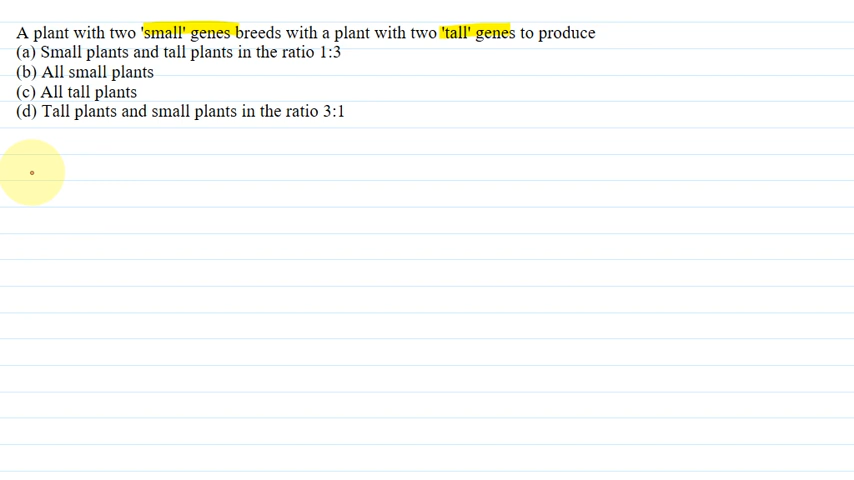 A plant with two 'small' genes breeds with a plant with two 'tall' genes to produce
(a) Small plants and tall plants in the ratio 1:3
(b) All small plants
(c) All tall plants
(d) Tall plants and small plants in the ratio 3:1